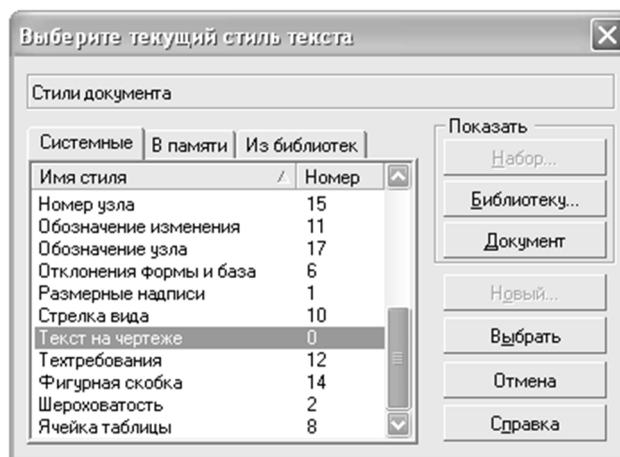 Выберите текущий стиль текста
Стили документа
Системные В памяти Из библиотек
Имя стиля Номер
Номер узла 15
Обозначение изменения 11
Обозначение узла 17
Отклонения формы и база 6
Размерные надписи 1
Стрелка вида 10
Текст на чертеже 0
Техтребования 12
Фигурная скобка 14
Шероховатость 2
Ячейка таблицы 8
Показать
Набор...
Библиотеку...
Документ
Новый...
Выбрать
Отмена
Справка